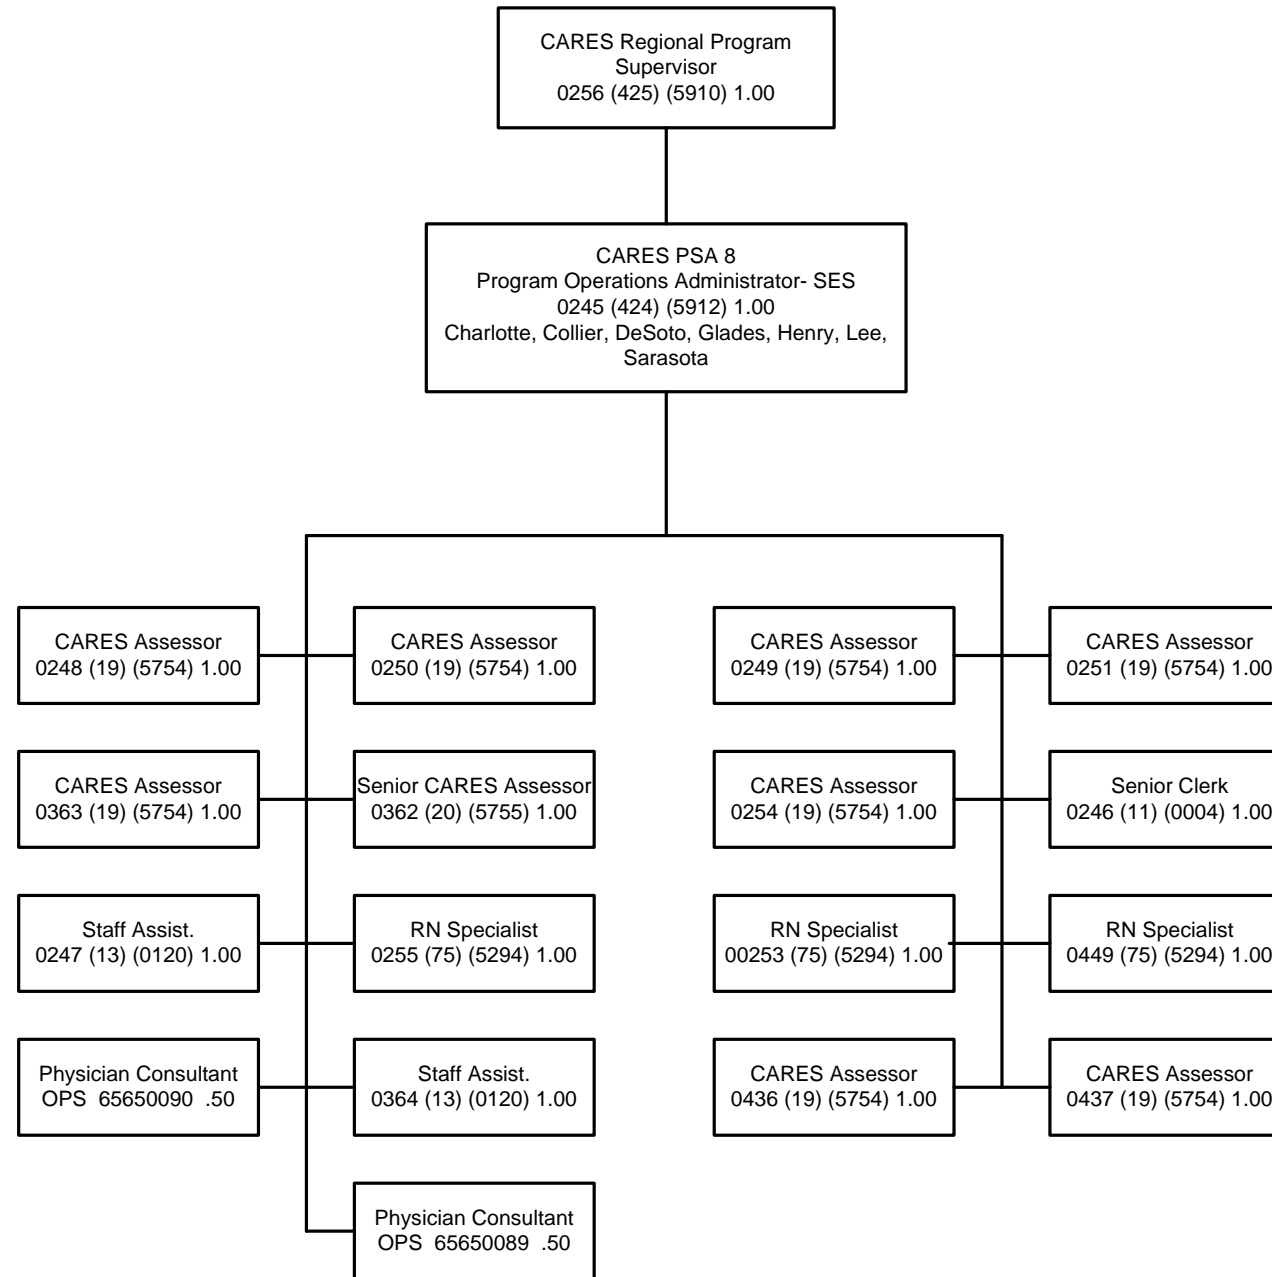 CARES Regional Program
Supervisor
0256 (425) (5910) 1.00
CARES PSA 8
Program Operations Administrator- SES
0245 (424) (5912) 1.00
Charlotte, Collier, DeSoto, Glades, Henry, Lee,
Sarasota
CARES Assessor
0248 (19) (5754) 1.00
CARES Assessor
0250 (19) (5754) 1.00
CARES Assessor
0249 (19) (5754) 1.00
CARES Assessor
0251 (19) (5754) 1.00
CARES Assessor
0363 (19) (5754) 1.00
Senior CARES Assessor
0362 (20) (5755) 1.00
CARES Assessor
0254 (19) (5754) 1.00
Senior Clerk
0246 (11) (0004) 1.00
Staff Assist.
0247 (13) (0120) 1.00
RN Specialist
0255 (75) (5294) 1.00
RN Specialist
00253 (75) (5294) 1.00
RN Specialist
0449 (75) (5294) 1.00
Physician Consultant
OPS 65650090 .50
Staff Assist.
0364 (13) (0120) 1.00
CARES Assessor
0436 (19) (5754) 1.00
CARES Assessor
0437 (19) (5754) 1.00
Physician Consultant
OPS 65650089 .50